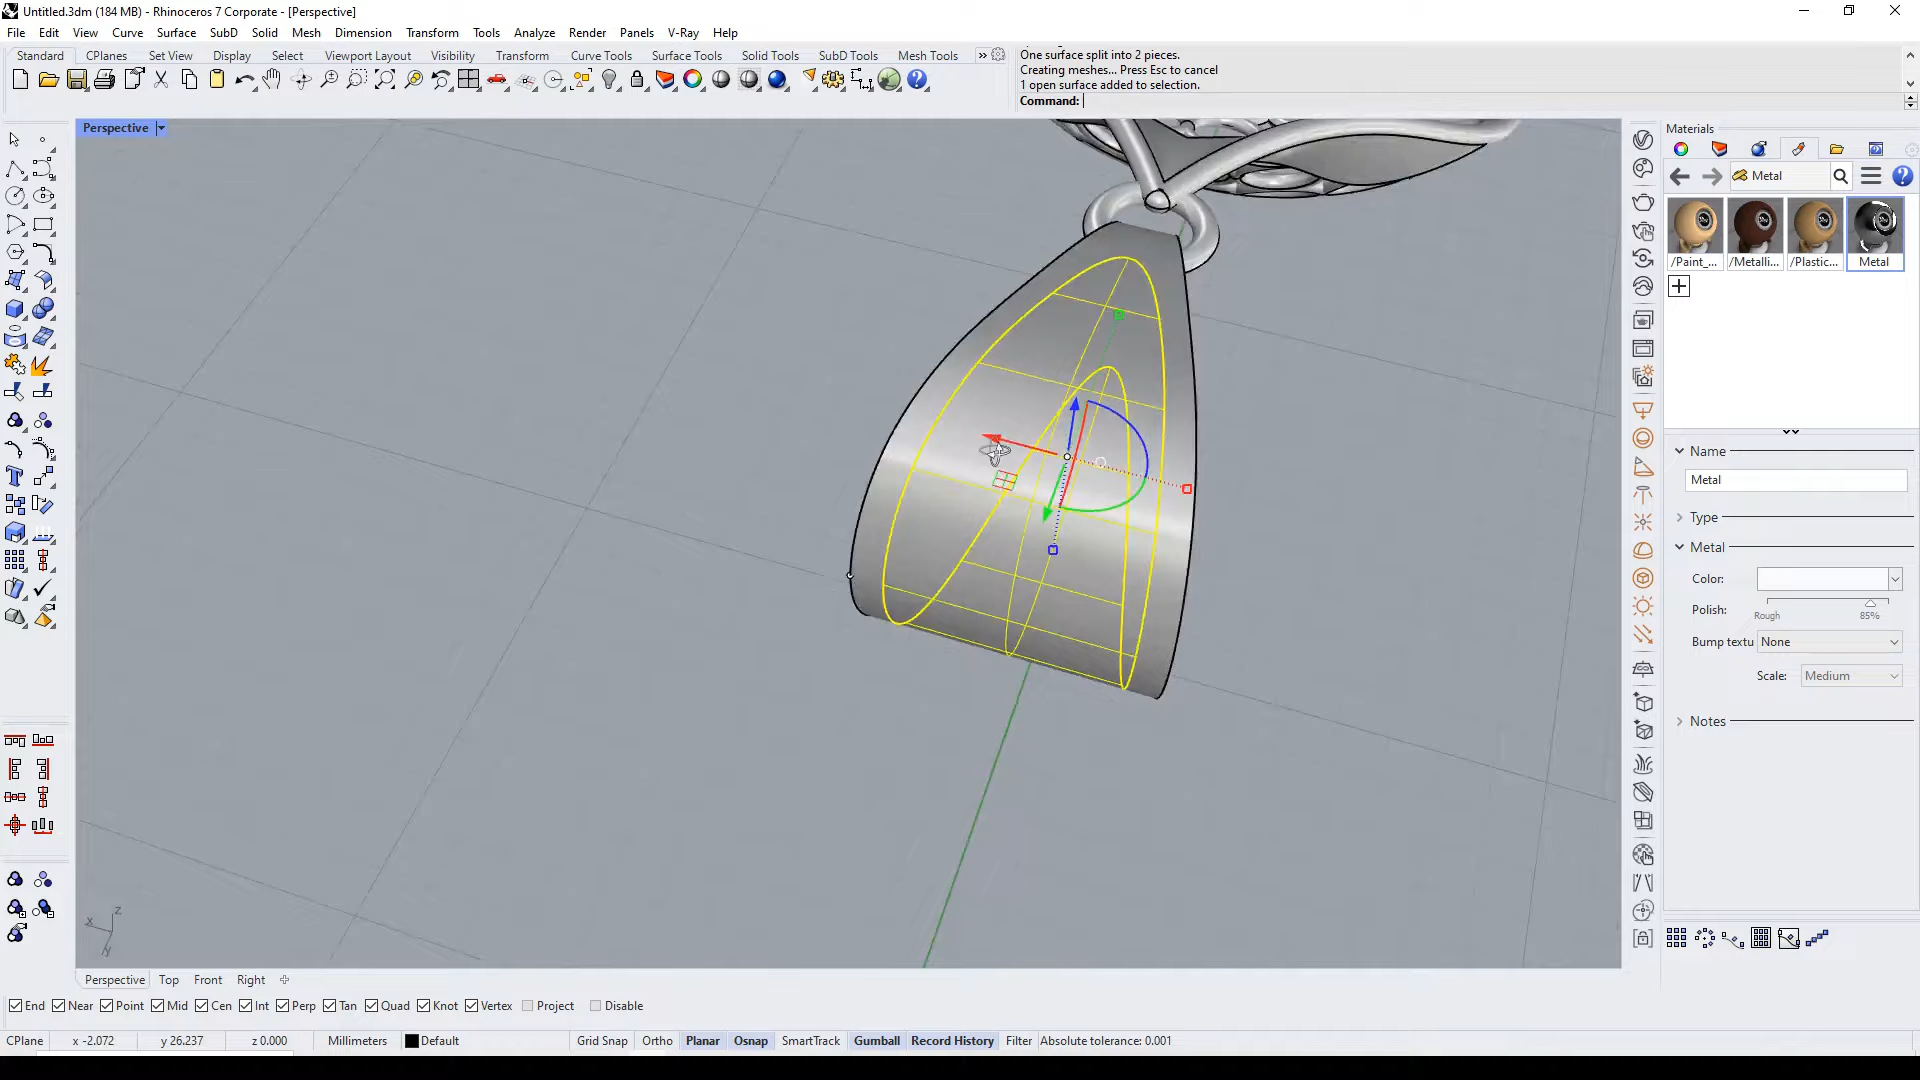 Untitled.3dm (184 MB) - Rhinoceros 7 Corporate - [Perspective]
File Edit View Curve Surface SubD Solid Mesh Dimension Transform Tools Analyze Render Panels V-Ray Help
Standard CPlanes Set View Display Select Viewport Layout Visibility Transform Curve Tools Surface Tools Solid Tools SubD Tools Mesh Tools »
One surface split into 2 pieces.
Creating meshes... Press Esc to cancel
1 open surface added to selection.
Command:
Perspective
Materials
Metal
/Paint_... /Metalli... /Plastic... Metal
Name
Metal
Type
Metal
Color:
Polish:
Rough 85%
Bump textu None
Scale: Medium
Notes
z
x
y
Perspective Top Front Right
End Near Point Mid Cen Int Perp Tan Quad Knot Vertex Project Disable
CPlane x -2.072 y 26.237 z 0.000 Millimeters Default Grid Snap Ortho Planar Osnap SmartTrack Gumball Record History Filter Absolute tolerance: 0.001